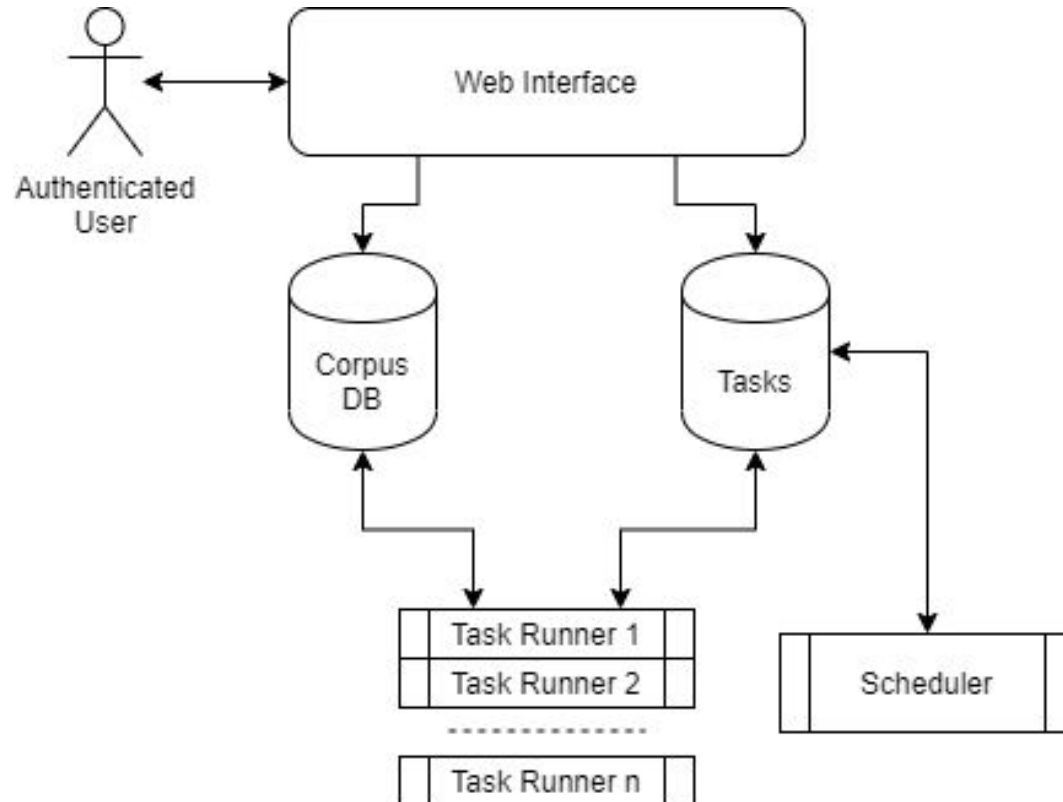 Web Interface
Authenticated
User
Corpus
DB
Tasks
Task Runner 1
Task Runner 2
Scheduler
Task Runner n